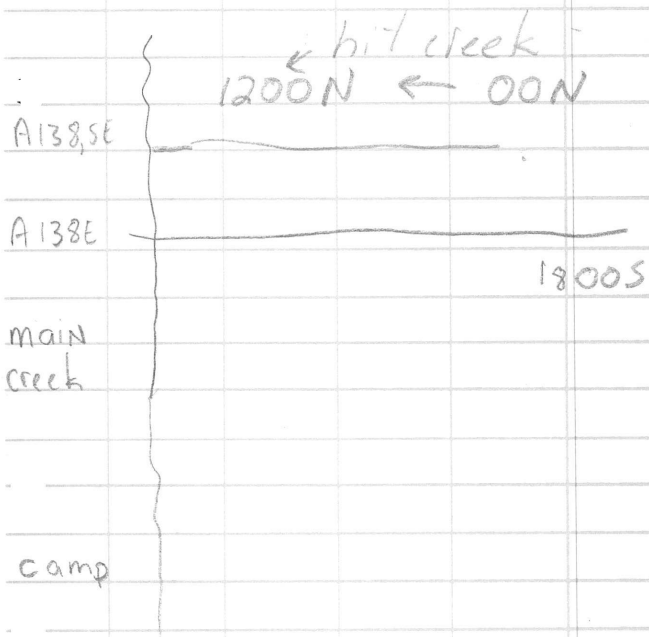 hit creek
1200N ← 00N
A138,5E
A138E
1800S
main
creek
camp